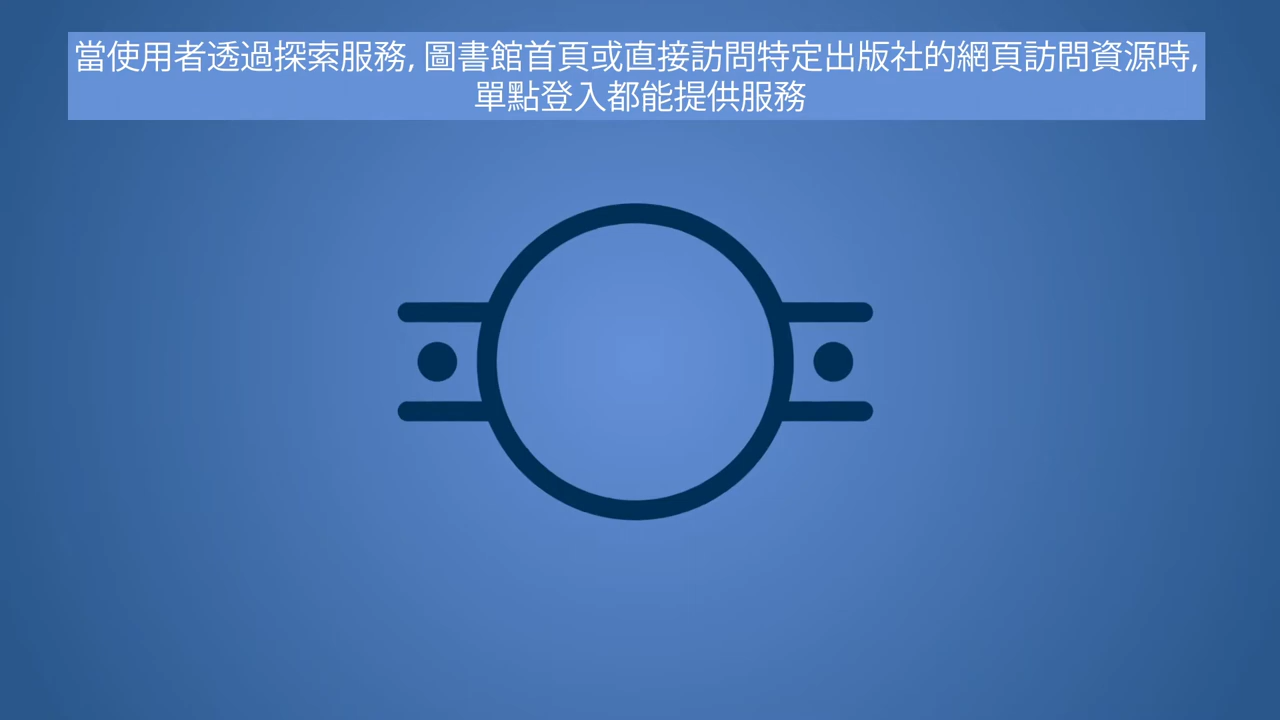 當使用者透過探索服務, 圖書館首頁或直接訪問特定出版社的網頁訪問資源時,
單點登入都能提供服務